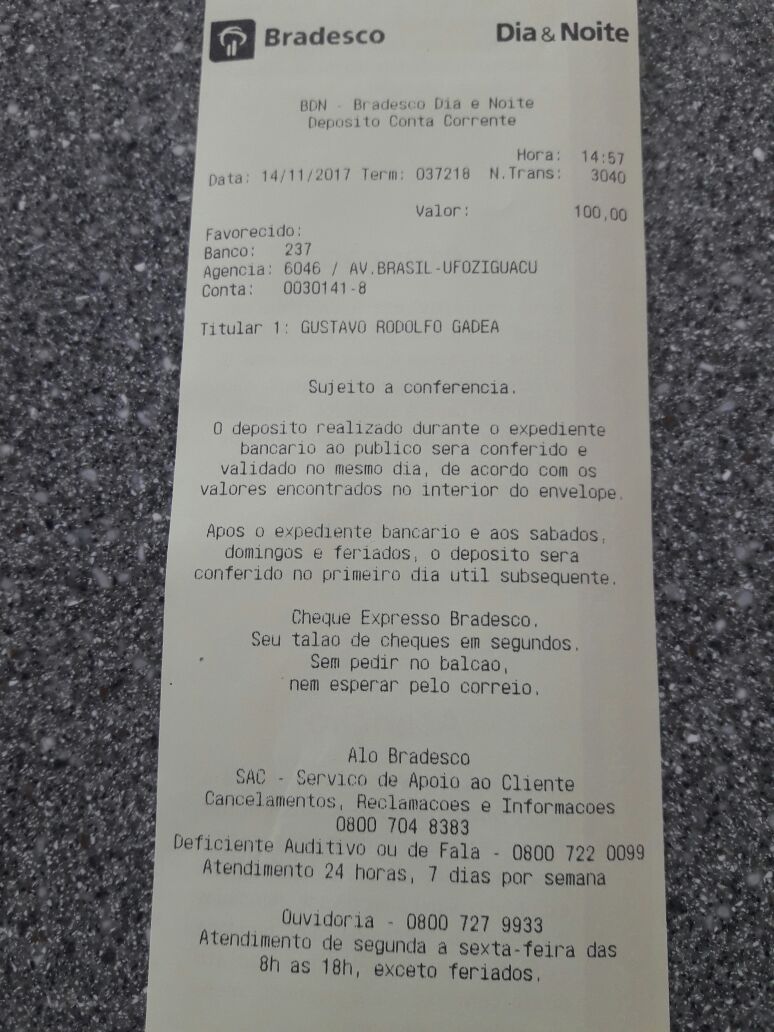 Bradesco Dia & Noite
BDN - Bradesco Dia e Noite
Deposito Conta Corrente
Hora: 14:57
Data: 14/11/2017 Term: 037218 N.Trans: 3040
Valor: 100,00
Favorecido:
Banco: 237
Agencia: 6046 / AV.BRASIL-UFOZIGUACU
Conta: 0030141-8
Titular 1: GUSTAVO RODOLFO GADEA
Sujeito a conferencia.
O deposito realizado durante o expediente
bancario ao publico sera conferido e
validado no mesmo dia, de acordo com os
valores encontrados no interior do envelope.
Apos o expediente bancario e aos sabados,
domingos e feriados, o deposito sera
conferido no primeiro dia util subsequente.
Cheque Expresso Bradesco.
Seu talao de cheques em segundos.
Sem pedir no balcao,
nem esperar pelo correio.
Alo Bradesco
SAC - Servico de Apoio ao Cliente
Cancelamentos, Reclamacoes e Informacoes
0800 704 8383
Deficiente Auditivo ou de Fala - 0800 722 0099
Atendimento 24 horas, 7 dias por semana
Ouvidoria - 0800 727 9933
Atendimento de segunda a sexta-feira das
8h as 18h, exceto feriados.